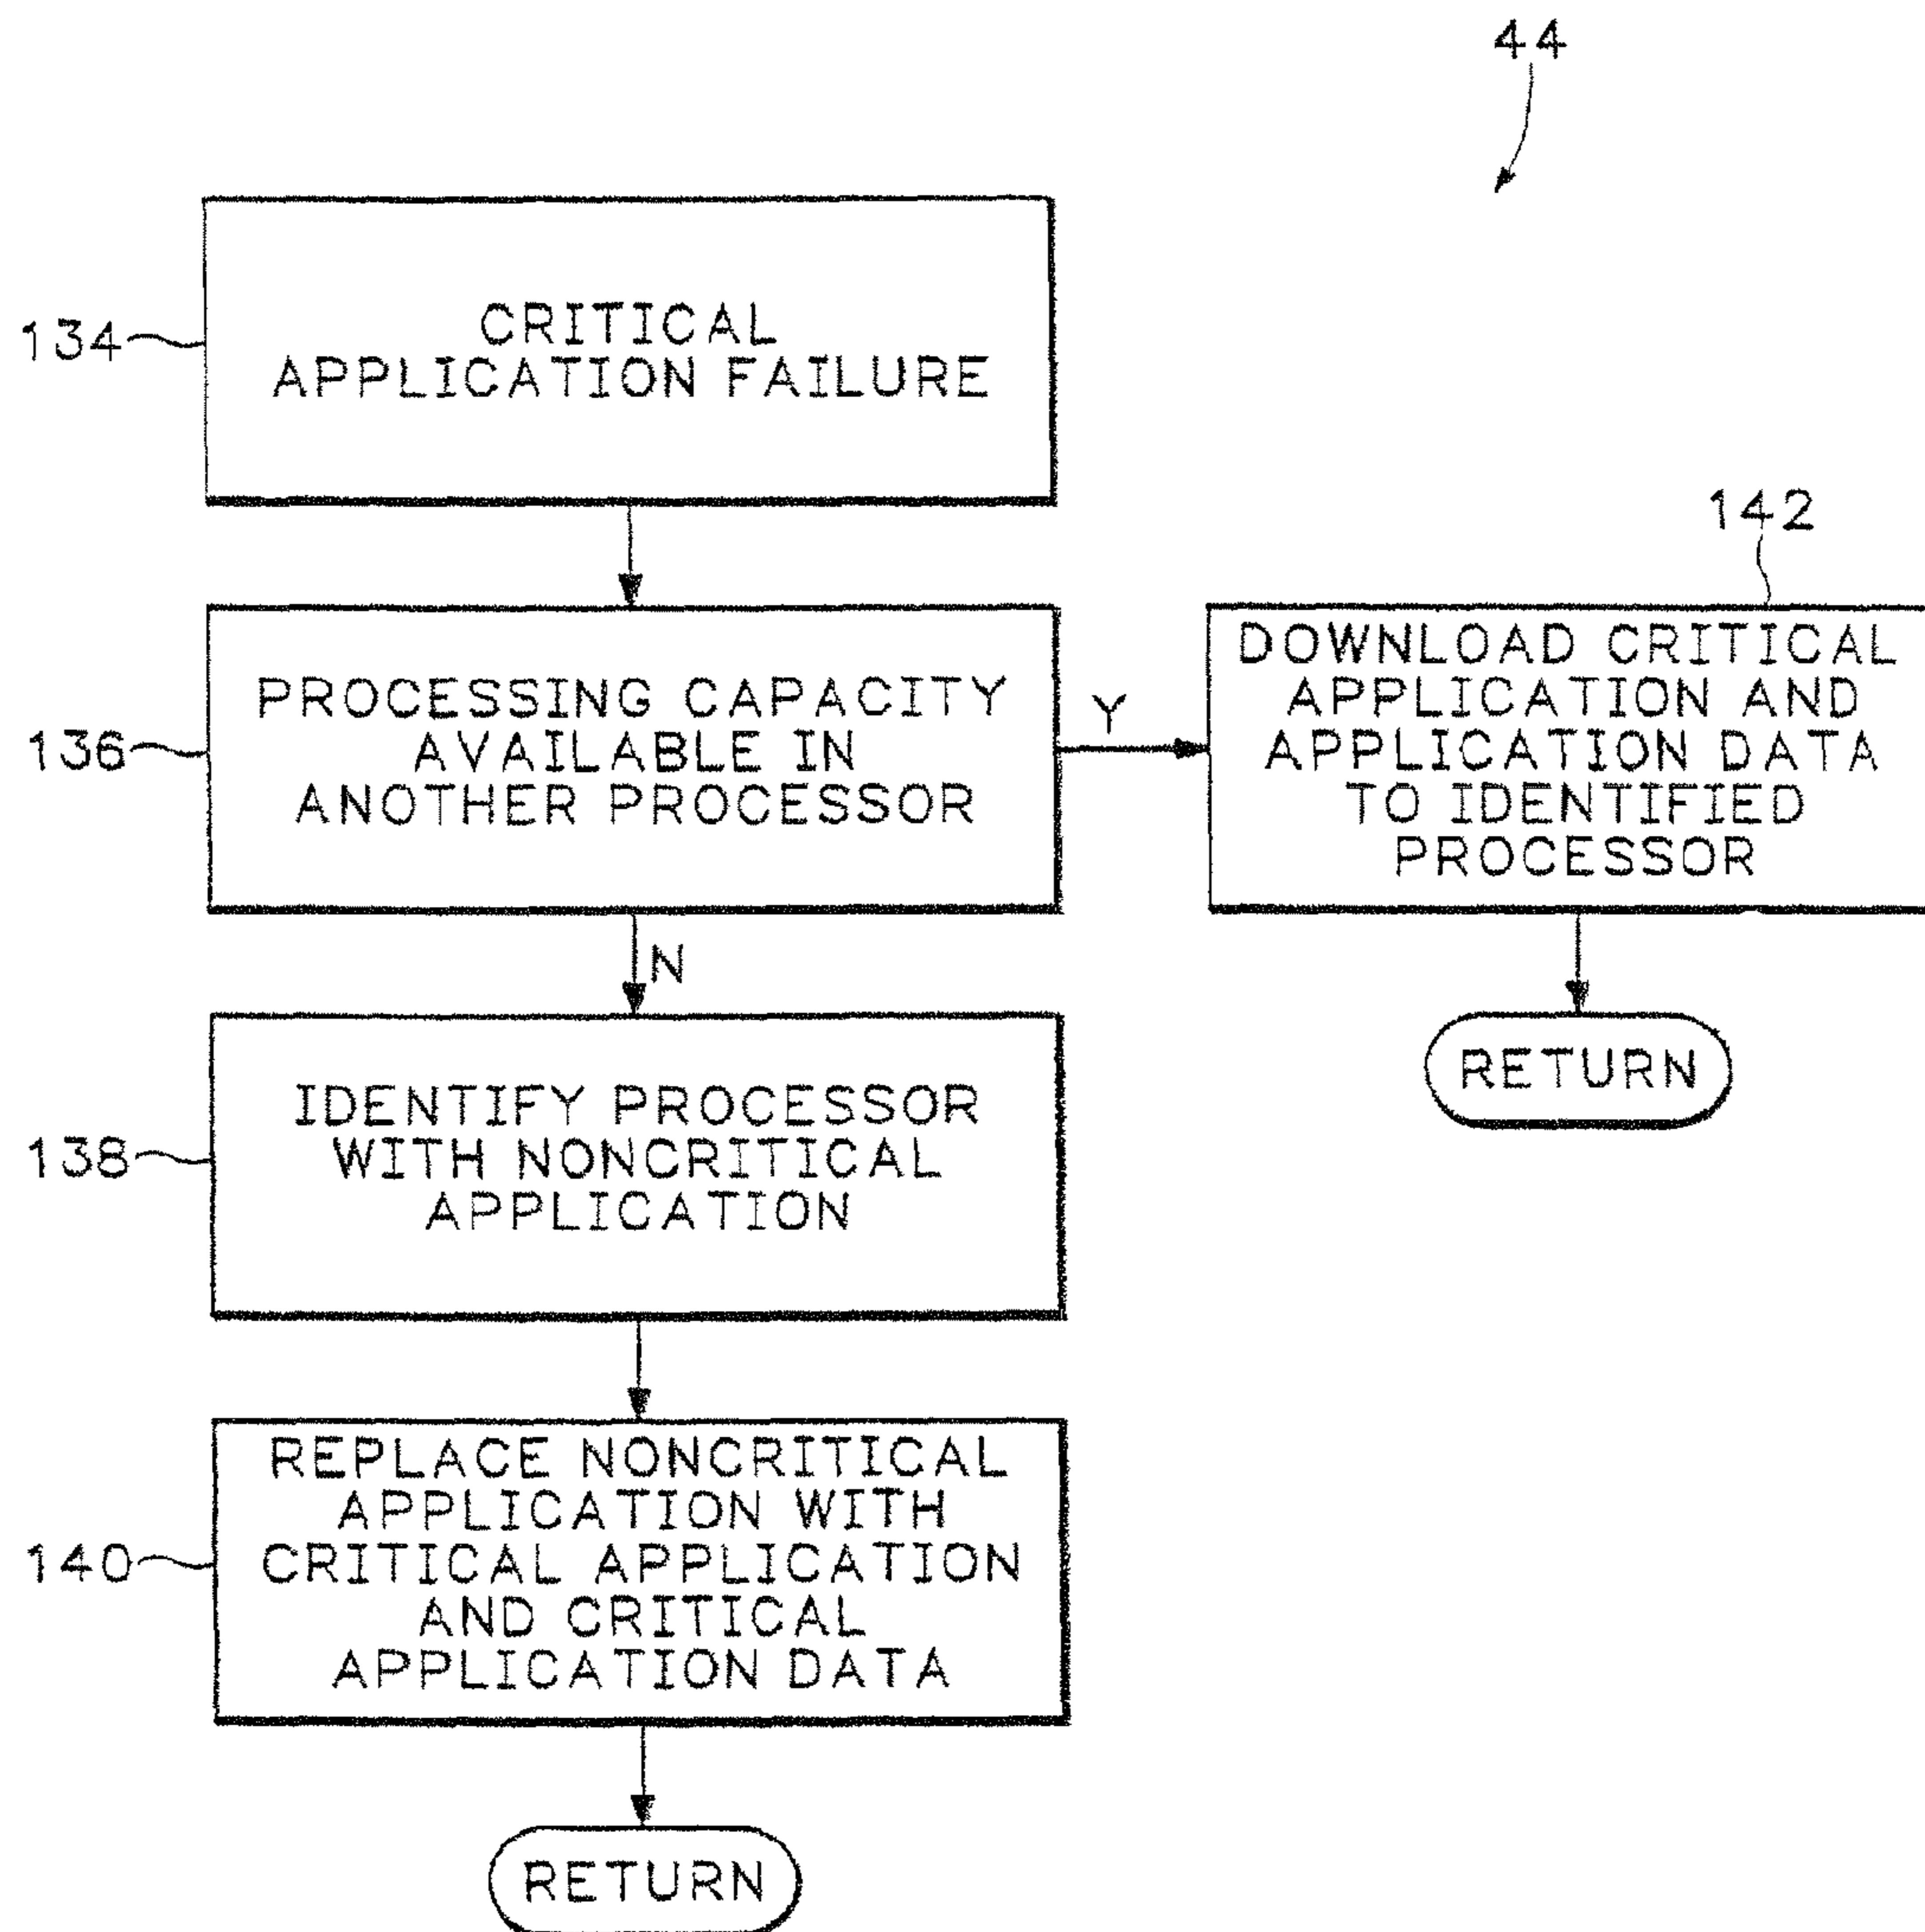 44
134
CRITICAL
APPLICATION FAILURE
142
136
PROCESSING CAPACITY
AVAILABLE IN
ANOTHER PROCESSOR
Y
DOWNLOAD CRITICAL
APPLICATION AND
APPLICATION DATA
TO IDENTIFIED
PROCESSOR
N
RETURN
138
IDENTIFY PROCESSOR
WITH NONCRITICAL
APPLICATION
140
REPLACE NONCRITICAL
APPLICATION WITH
CRITICAL APPLICATION
AND CRITICAL
APPLICATION DATA
RETURN